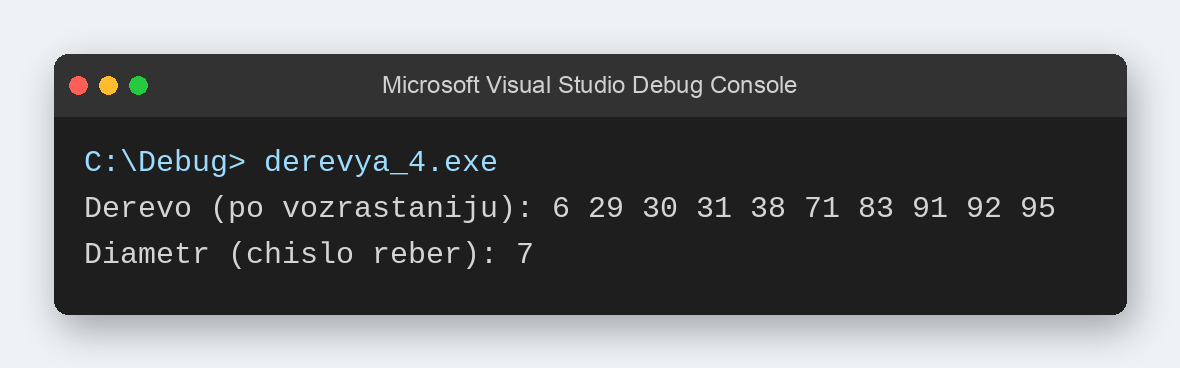 Microsoft Visual Studio Debug Console
C:\Debug> derevya_4.exe
Derevo (po vozrastaniju): 6 29 30 31 38 71 83 91 92 95
Diametr (chislo reber): 7